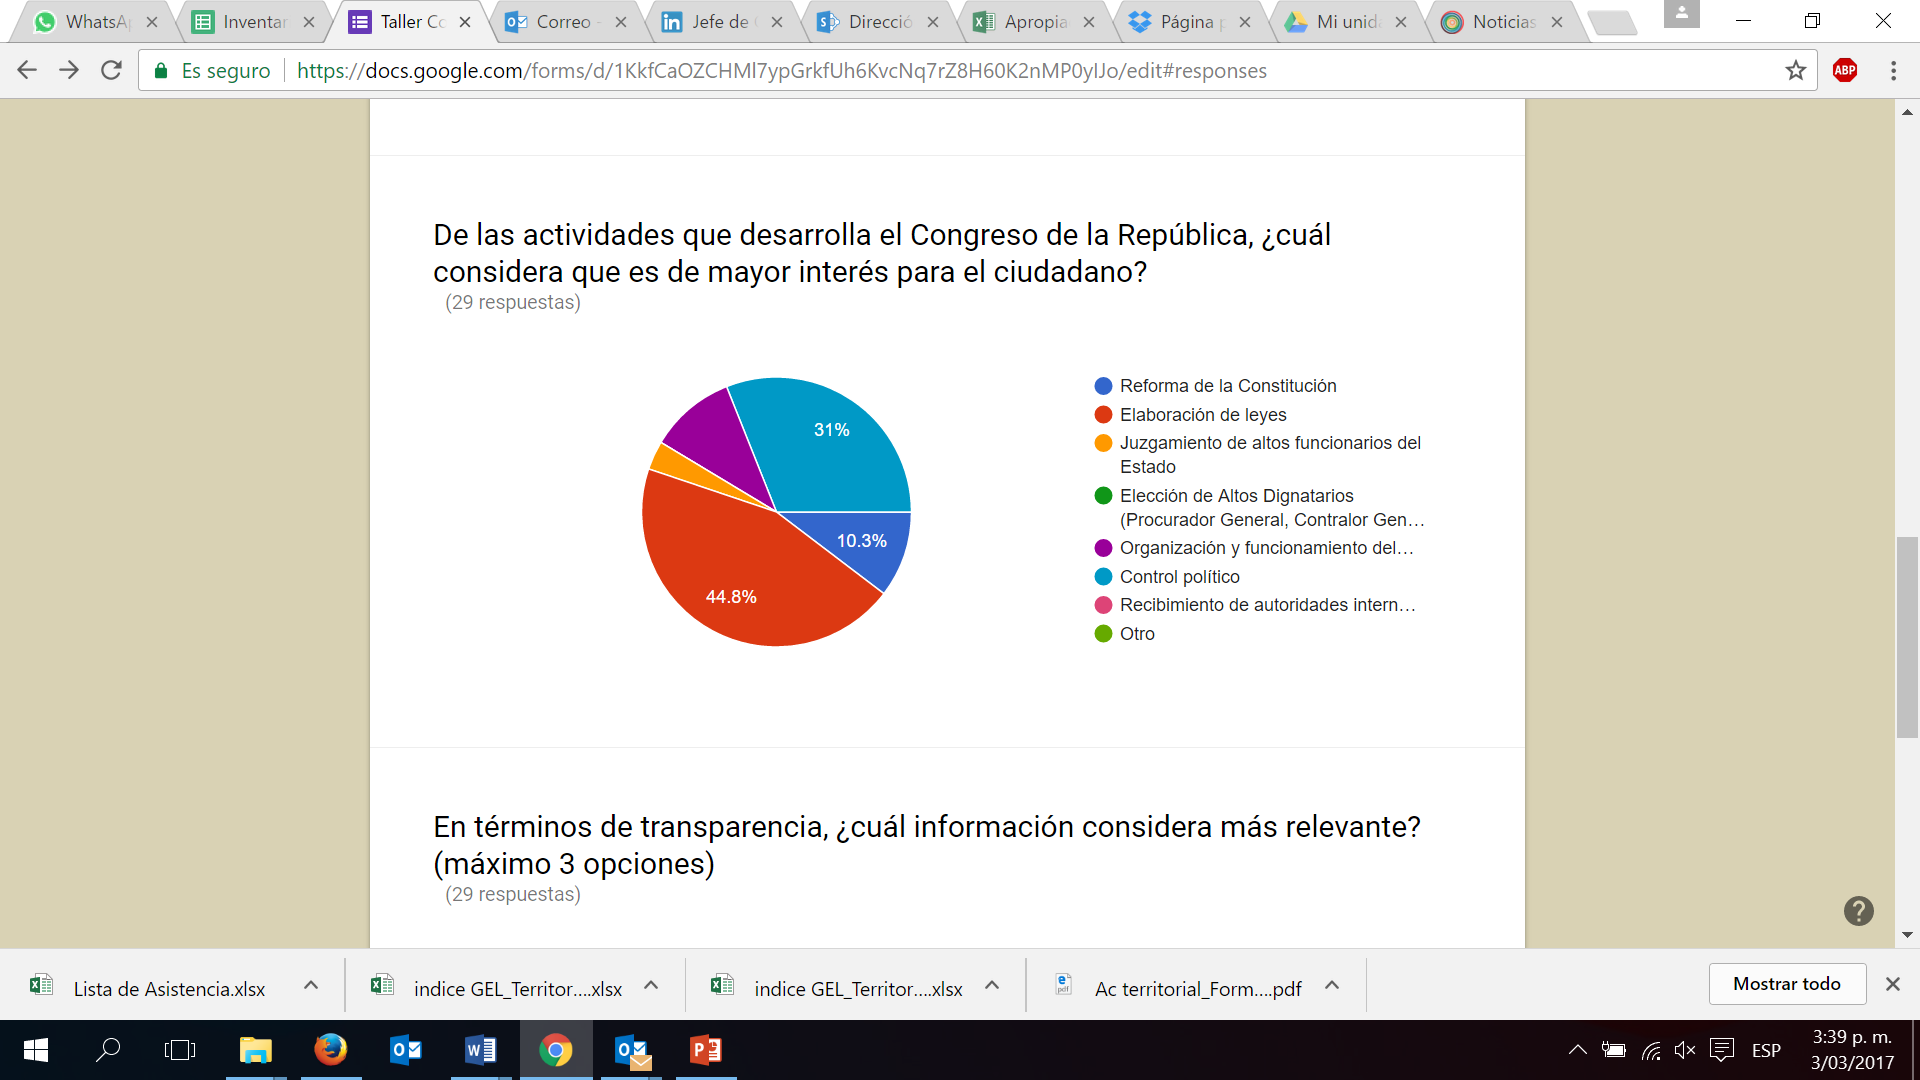 WhatsA
Inventar
Taller Co
Correo -
Jefe de
Direcció
Apropia
Página p
Mi unid
Noticias
Es seguro
https://docs.google.com/forms/d/1KkfCaOZCHMl7ypGrkfUh6KvcNq7rZ8H60K2nMP0yIJo/edit#responses
ABP
De las actividades que desarrolla el Congreso de la República, ¿cuál
considera que es de mayor interés para el ciudadano?
(29 respuestas)
31%
10.3%
44.8%
Reforma de la Constitución
Elaboración de leyes
Juzgamiento de altos funcionarios del
Estado
Elección de Altos Dignatarios
(Procurador General, Contralor Gen…
Organización y funcionamiento del…
Control político
Recibimiento de autoridades intern…
Otro
En términos de transparencia, ¿cuál información considera más relevante?
(máximo 3 opciones)
(29 respuestas)
Lista de Asistencia.xlsx
indice GEL_Territor....xlsx
indice GEL_Territor....xlsx
Ac territorial_Form....pdf
Mostrar todo
ESP
3:39 p. m.
3/03/2017